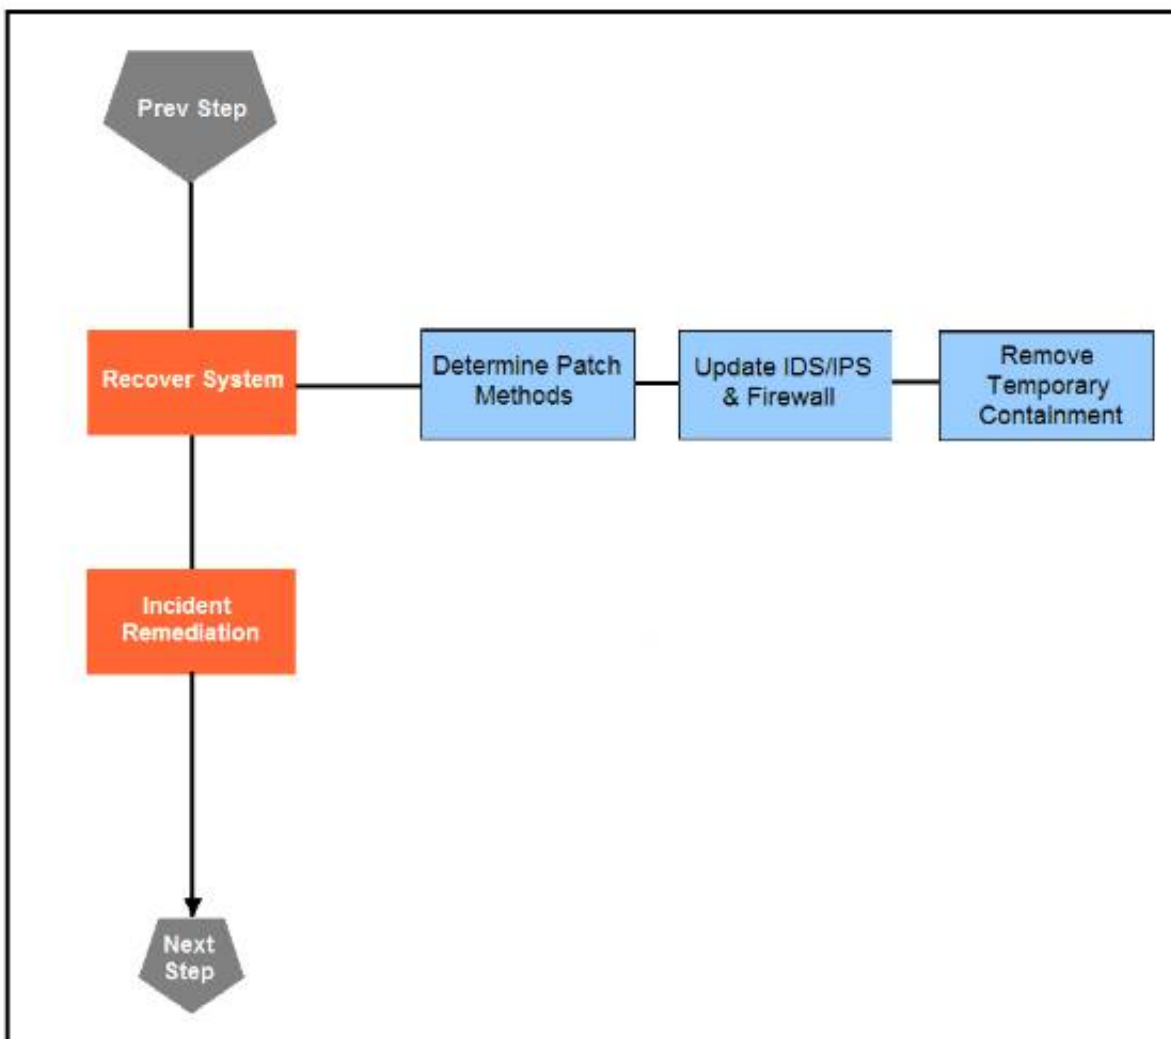 Prev Step
Recover System
Determine Patch
Methods
Update IDS/IPS
& Firewall
Remove
Temporary
Containment
Incident
Remediation
Next
Step